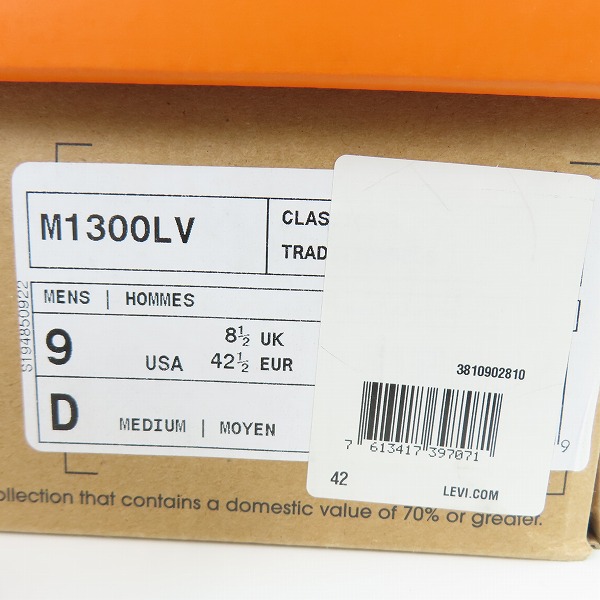 M1300LV
CLAS
TRAD
MENS | HOMMES
9
USA
8½ UK
42½ EUR
D
MEDIUM | MOYEN
S194850922
3810902810
7 613417 397071
9
42
LEVI.COM
ollection that contains a domestic value of 70% or greater.